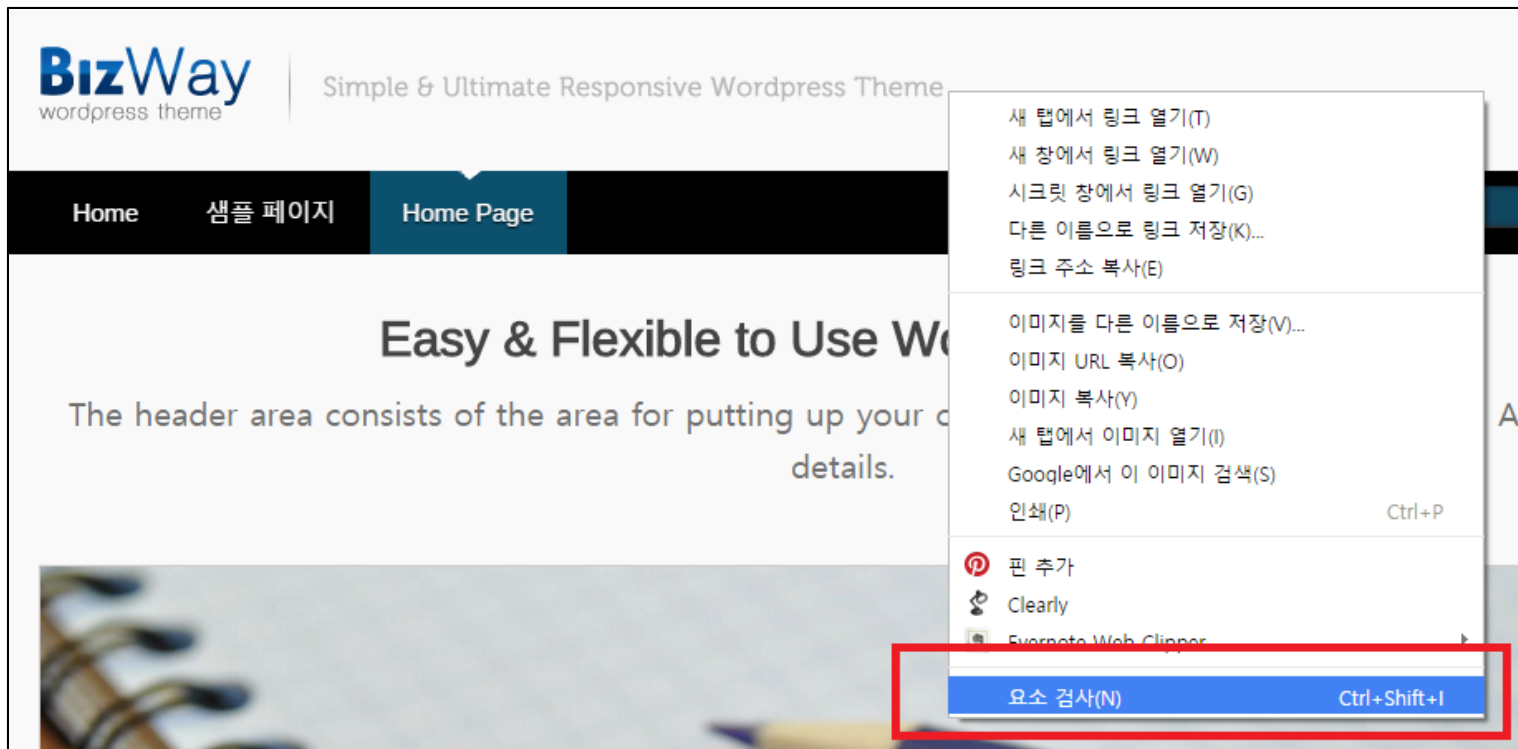 BizWay
wordpress theme
Simple & Ultimate Responsive Wordpress Theme
Home
샘플 페이지
Home Page
Easy & Flexible to Use
The header area consists of the area for putting up your
A
details.
새 탭에서 링크 열기(T)
새 창에서 링크 열기(W)
시크릿 창에서 링크 열기(G)
다른 이름으로 링크 저장(K)...
링크 주소 복사(E)
이미지를 다른 이름으로 저장(V)...
이미지 URL 복사(O)
이미지 복사(Y)
새 탭에서 이미지 열기(I)
Google에서 이 이미지 검색(S)
인쇄(P) Ctrl+P
핀 추가
Clearly
Evernote Web Clipper
요소 검사(N) Ctrl+Shift+I